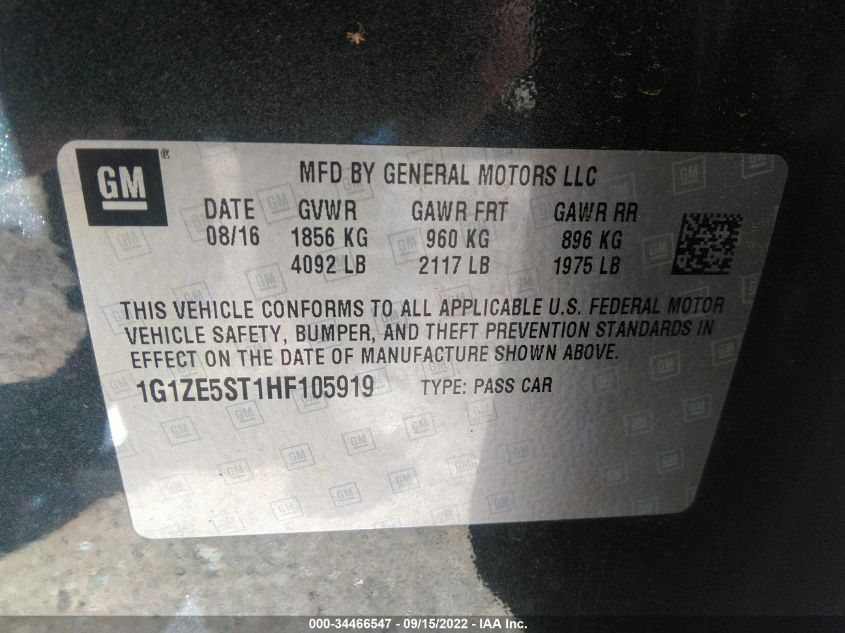 GM ®
MFD BY GENERAL MOTORS LLC
DATE GVWR GAWR FRT GAWR RR
08/16 1856 KG 960 KG 896 KG
4092 LB 2117 LB 1975 LB
THIS VEHICLE CONFORMS TO ALL APPLICABLE U.S. FEDERAL MOTOR
VEHICLE SAFETY, BUMPER, AND THEFT PREVENTION STANDARDS IN
EFFECT ON THE DATE OF MANUFACTURE SHOWN ABOVE.
1G1ZE5ST1HF105919 TYPE: PASS CAR
000-34466547 - 09/15/2022 - IAA Inc.